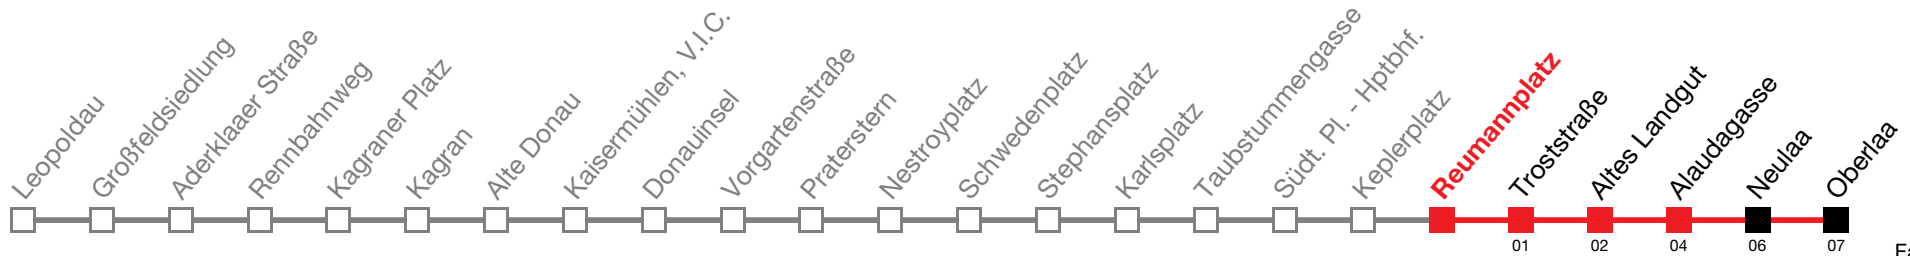 Leopoldau
Großfeldsiedlung
Aderklaaer Straße
Rennbahnweg
Kagraner Platz
Kagran
Alte Donau
Kaisermühlen, V.I.C.
Donauinsel
Vorgartenstraße
Praterstern
Nestroyplatz
Schwedenplatz
Stephansplatz
Karlsplatz
Taubstummengasse
Südt. Pl. - Hptbhf.
Keplerplatz
Reumannplatz
Troststraße
Altes Landgut
Alaudagasse
Neulaa
Oberlaa
01 02 04 06 07